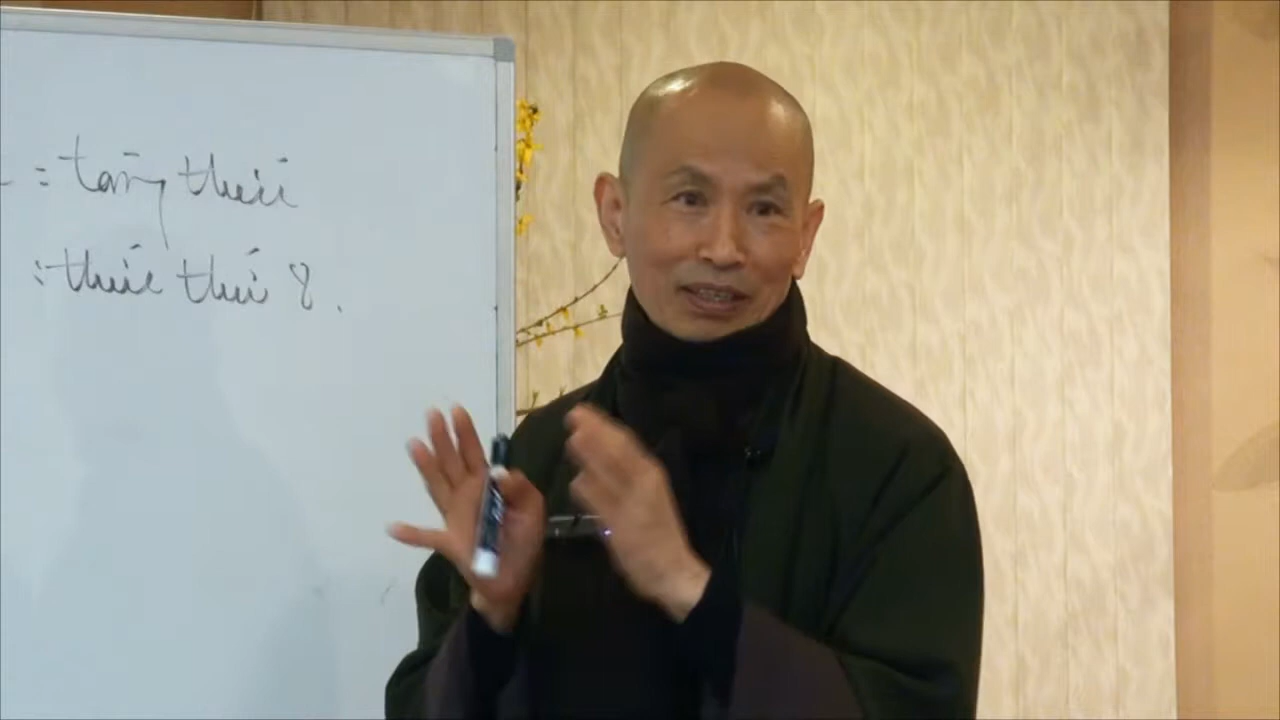 : tàng thức
: thức thứ 8.